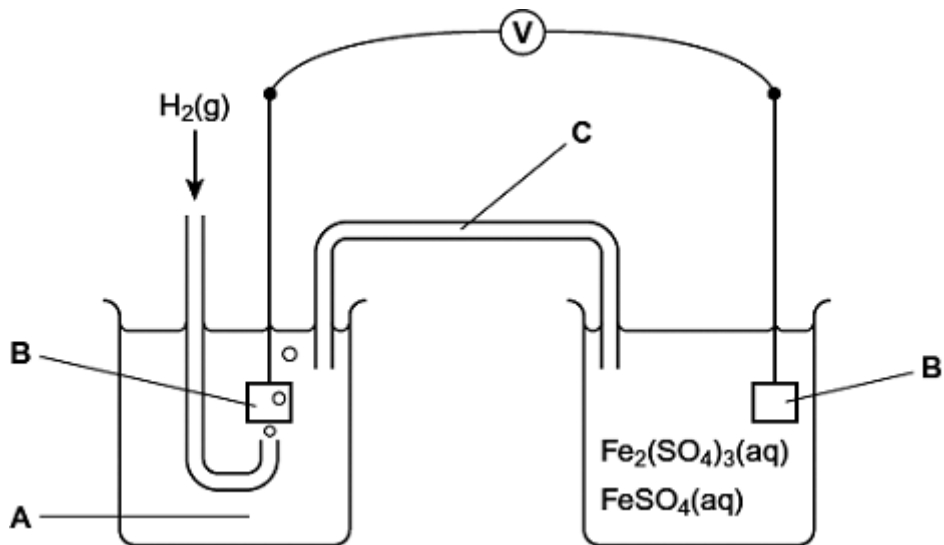 V
H₂(g)
C
B
B
Fe₂(SO₄)₃(aq)
FeSO₄(aq)
A